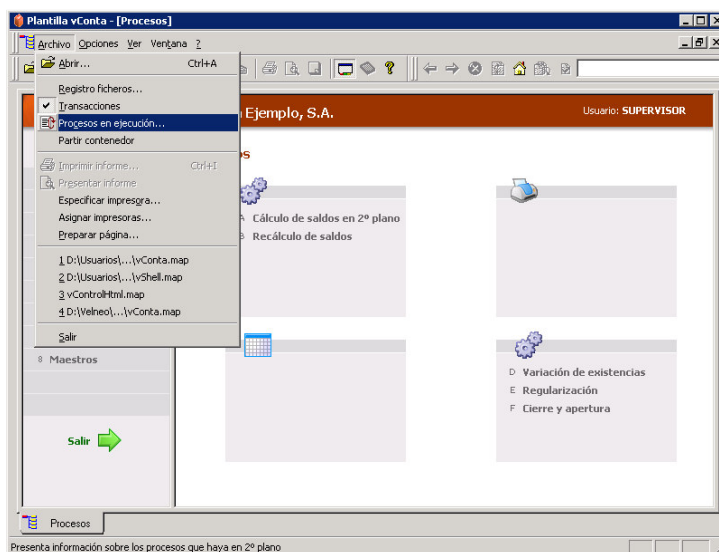 Plantilla vConta - [Procesos]
Archivo Opciones Ver Ventana ?
Abrir... Ctrl+A
Registro ficheros...
Transacciones
Procesos en ejecución...
Partir contenedor
Imprimir informe... Ctrl+I
Presentar informe
Especificar impresora...
Asignar impresoras...
Preparar página...
1 D:\Usuarios\...\vConta.map
2 D:\Usuarios\...\vShell.map
3 vControlHtml.map
4 D:\Velneo\...\vConta.map
Salir
Ejemplo, S.A.
Usuario: SUPERVISOR
os
A Cálculo de saldos en 2º plano
B Recálculo de saldos
8 Maestros
D Variación de existencias
E Regularización
F Cierre y apertura
Salir
Procesos
Presenta información sobre los procesos que haya en 2º plano